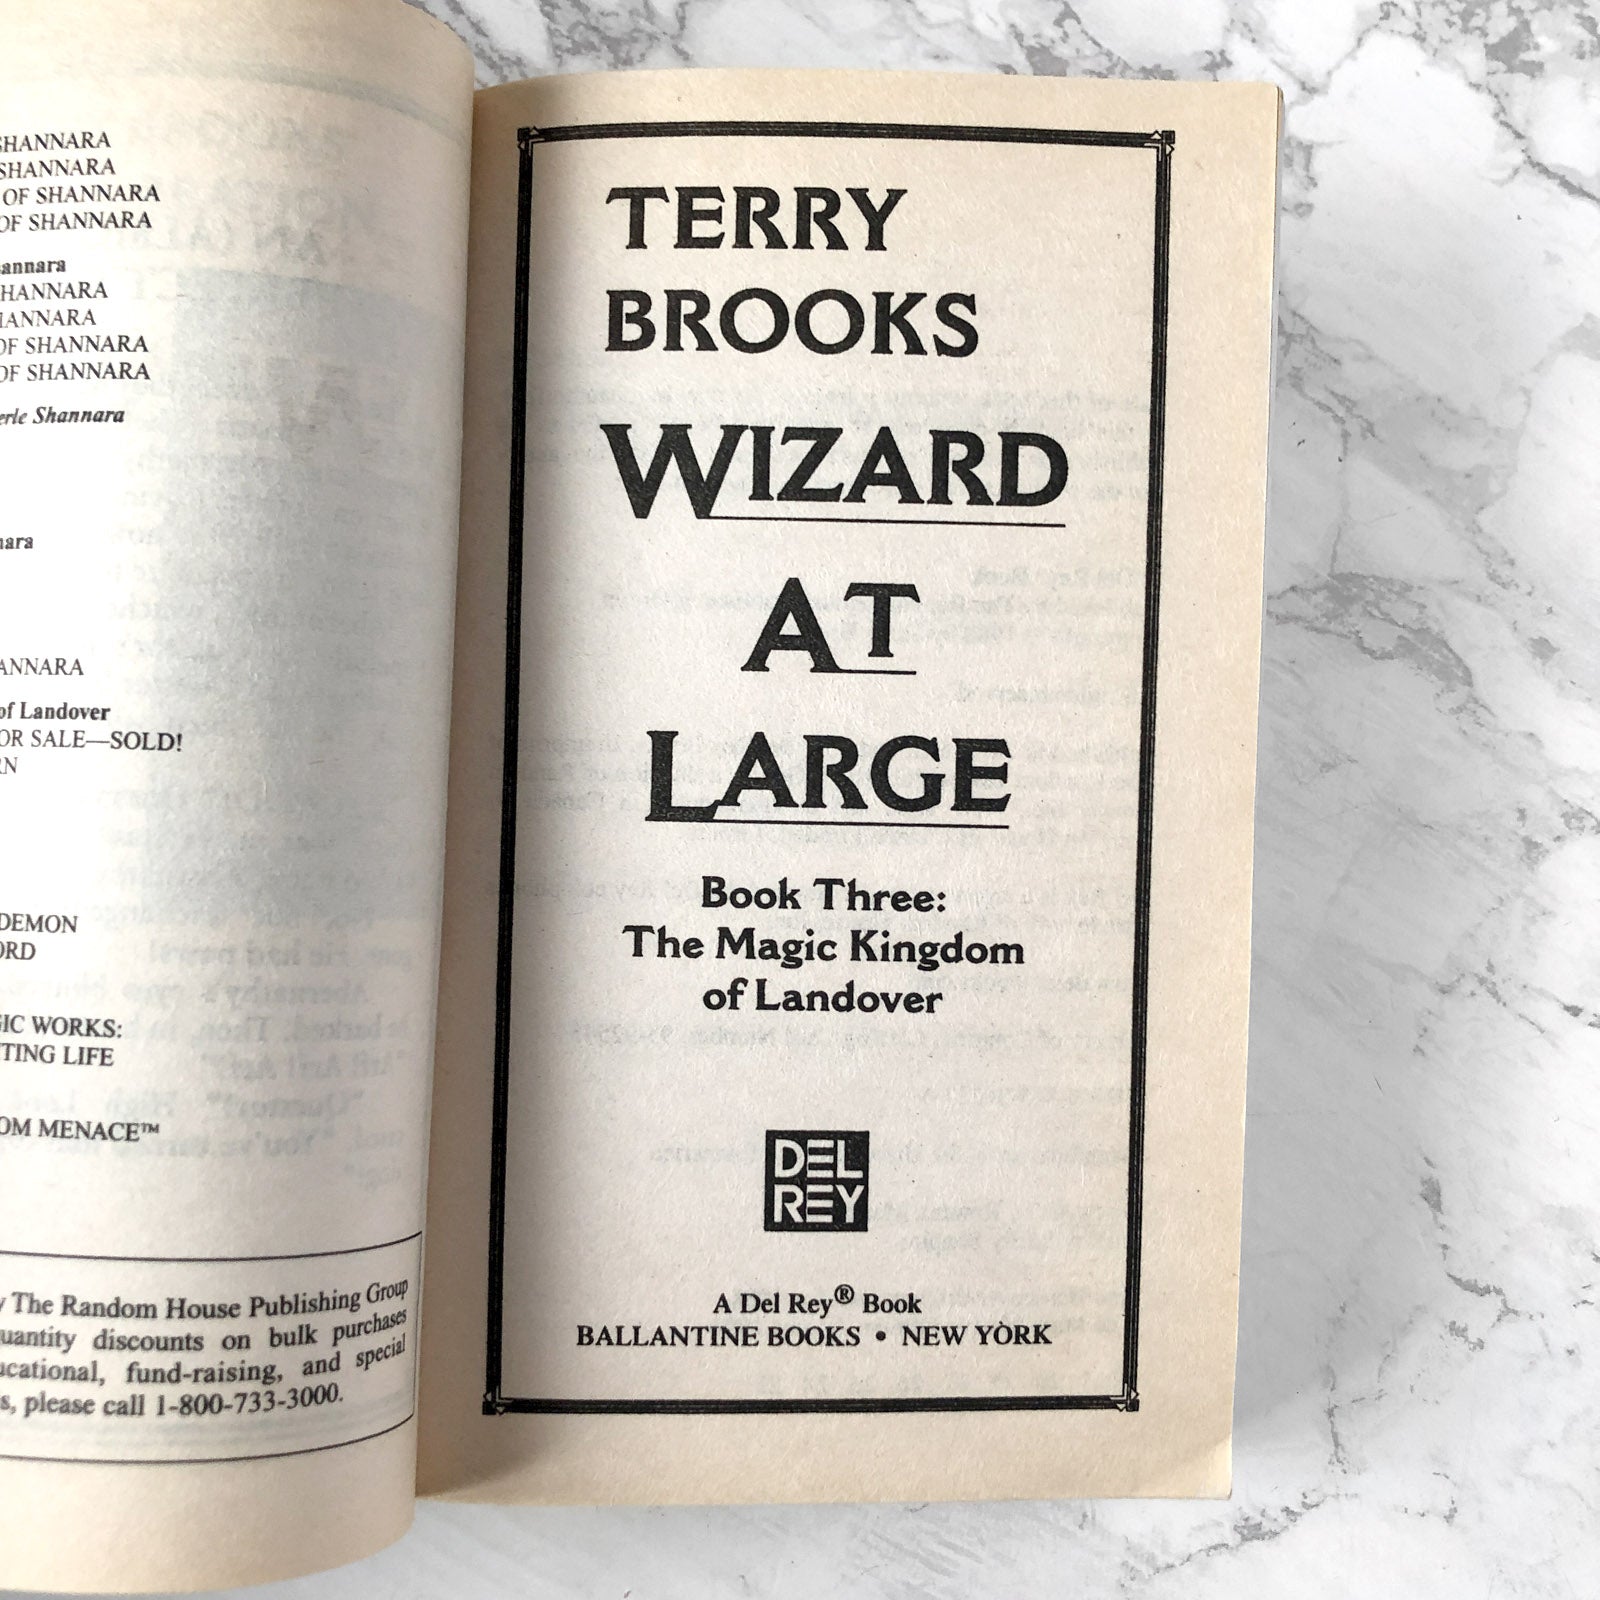 SHANNARA
SHANNARA
OF SHANNARA
OF SHANNARA
annara
HANNARA
HANNARA
OF SHANNARA
OF SHANNARA
erle Shannara
nara
ANNARA
of Landover
OR SALE—SOLD!
RN
DEMON
ORD
GIC WORKS:
TING LIFE
OM MENACE™
y The Random House Publishing Group
quantity discounts on bulk purchases
ucational, fund-raising, and special
s, please call 1-800-733-3000.
TERRY
BROOKS
WIZARD
AT
LARGE
Book Three:
The Magic Kingdom
of Landover
DEL
REY
A Del Rey® Book
BALLANTINE BOOKS • NEW YORK